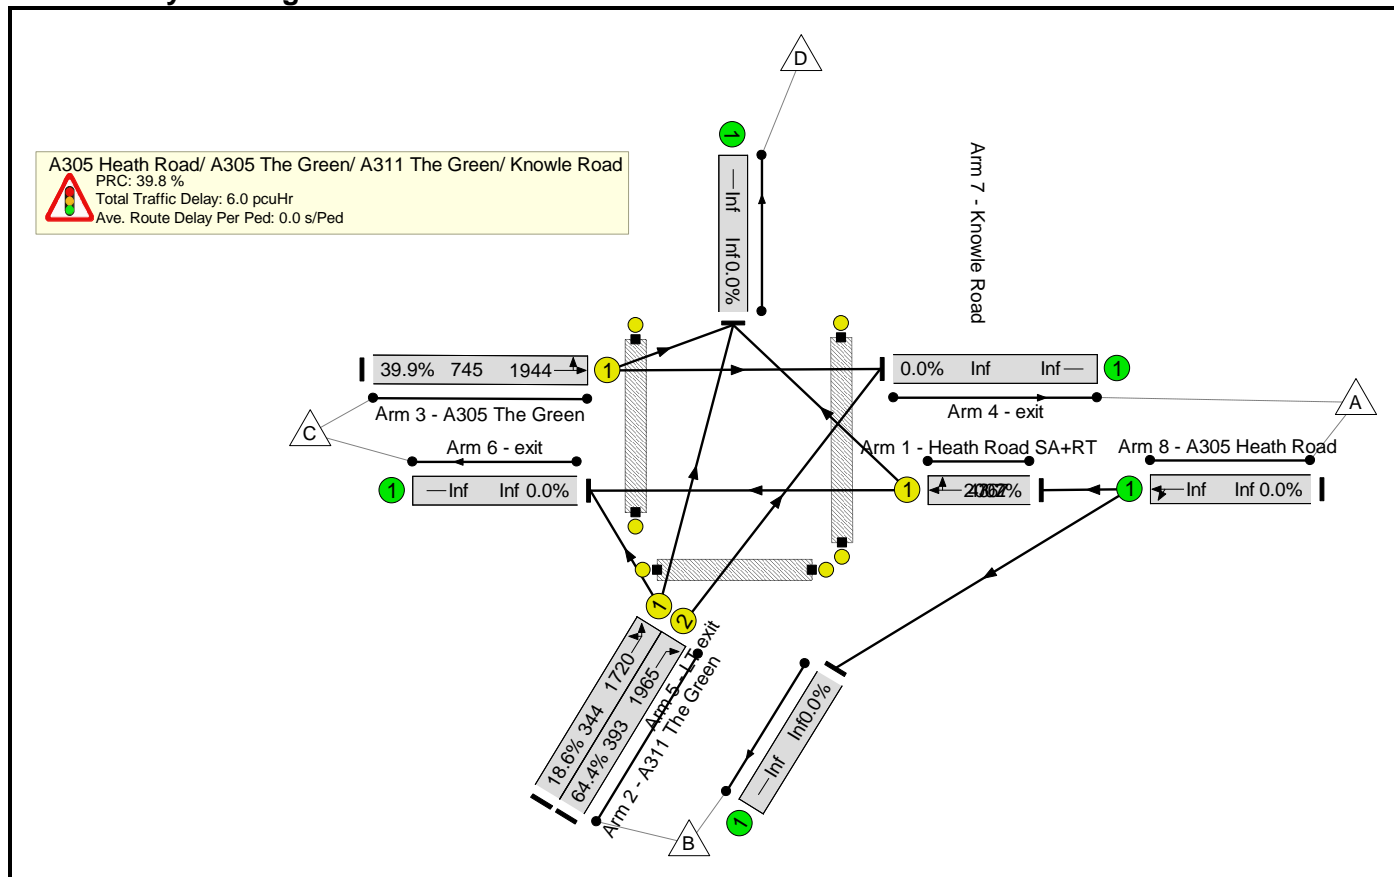 D
A305 Heath Road/ A305 The Green/ A311 The Green/ Knowle Road
PRC: 39.8 %
Total Traffic Delay: 6.0 pcuHr
Ave. Route Delay Per Ped: 0.0 s/Ped
1
Inf Inf 0.0%
Arm 7 - Knowle Road
39.9% 745 1944
1
Arm 3 - A305 The Green
0.0% Inf Inf
1
Arm 4 - exit
A
C
Arm 6 - exit
1
Inf Inf 0.0%
Arm 1 - Heath Road SA+RT
1
Arm 8 - A305 Heath Road
1
Inf Inf 0.0%
1
2
18.6% 344 1720
64.4% 393 1965
Arm 5 - LT exit
Arm 2 - A311 The Green
Inf Inf 0.0%
1
B